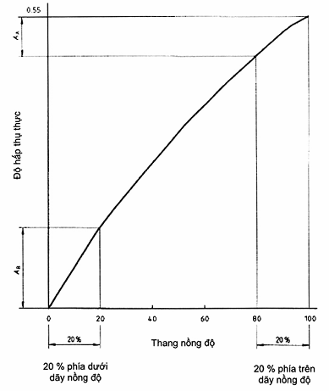 0.55
A_A
Độ hấp thụ thực
A_B
0 20 40 60 80 100
20 % Thang nồng độ 20 %
20 % phía dưới
dãy nồng độ
20 % phía trên
dãy nồng độ